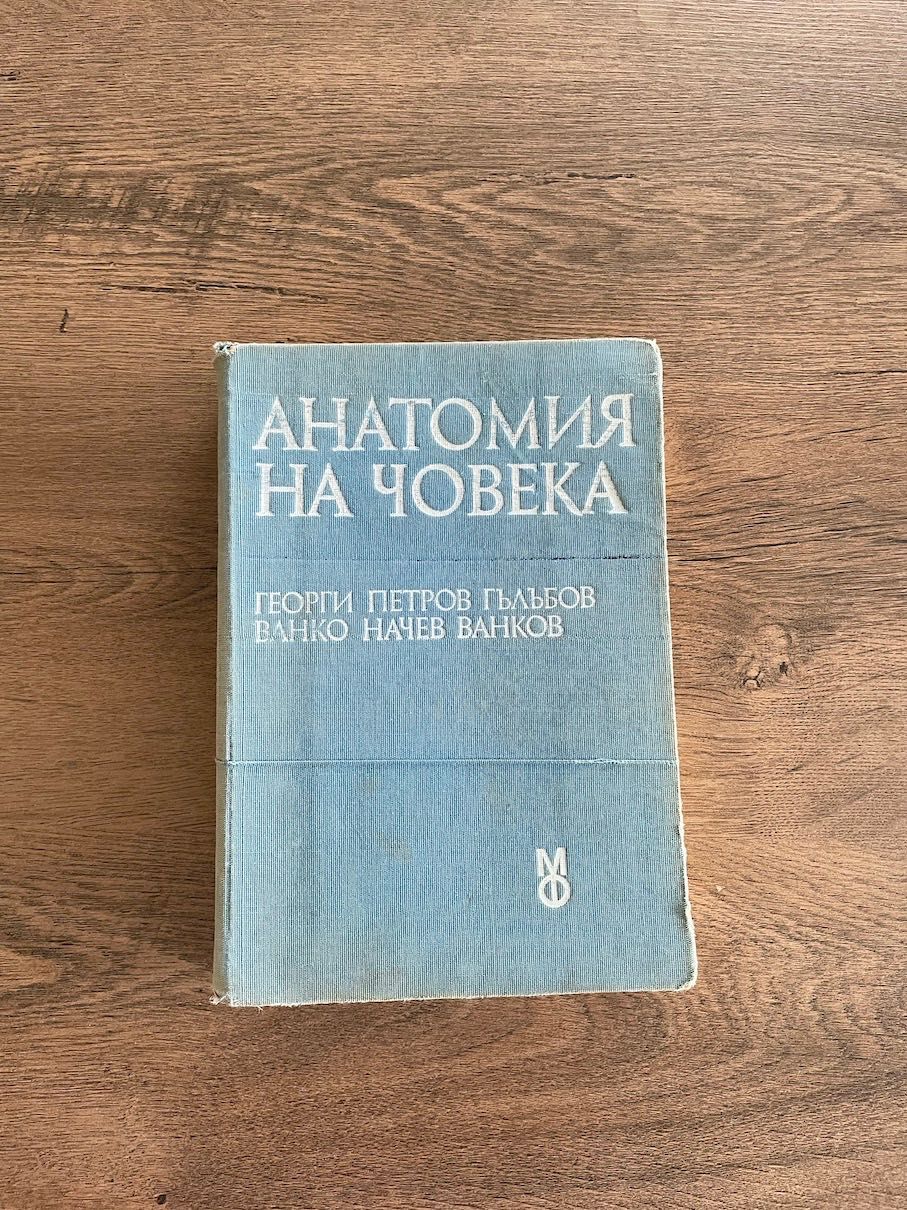 АНАТОМИЯ
НА ЧОВЕКА
ГЕОРГИ ПЕТРОВ ГЪЛЪБОВ
ВАНКО НАЧЕВ ВАНКОВ
М
Ф